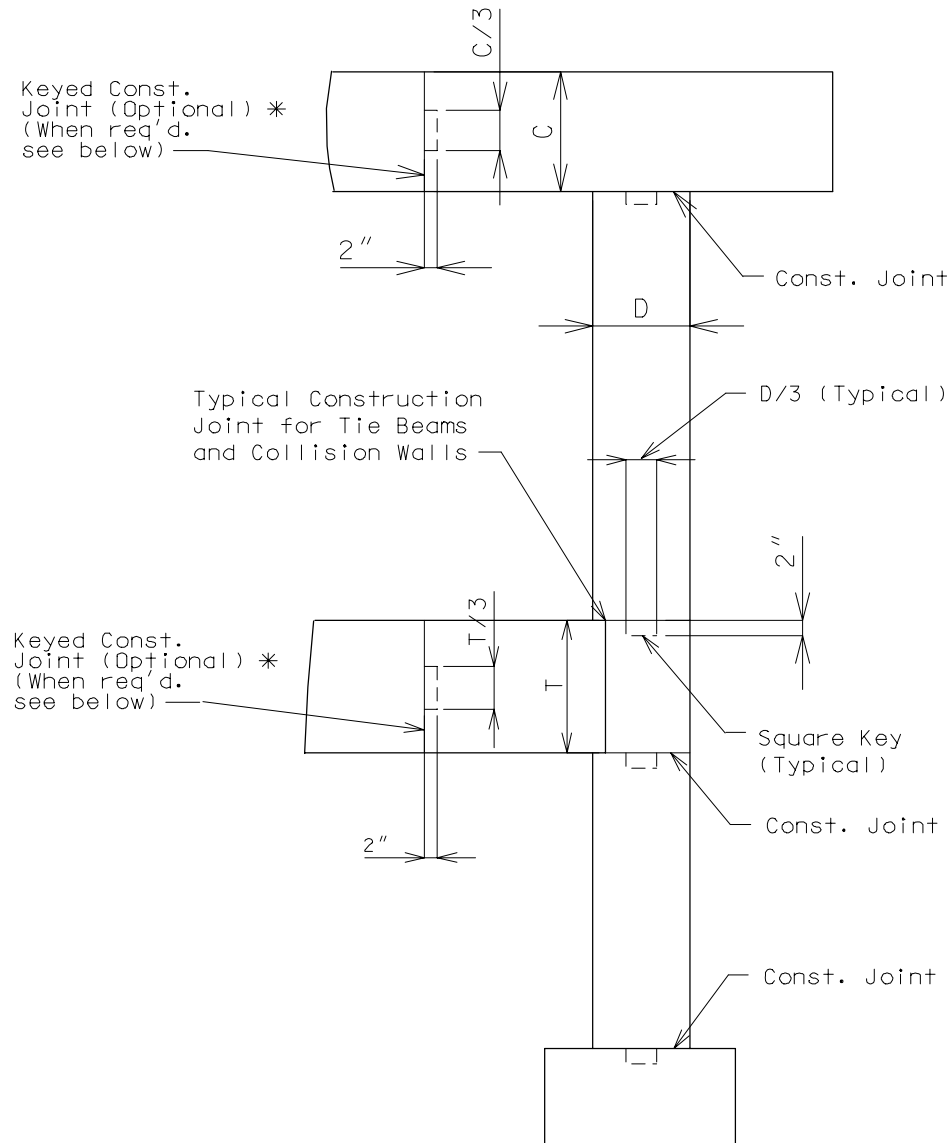 C/3
Keyed Const.
Joint (Optional) *
(When req'd.
see below)
C
2"
Const. Joint
D
D/3 (Typical)
Typical Construction
Joint for Tie Beams
and Collision Walls
2"
T/3
Keyed Const.
Joint (Optional) *
(When req'd.
see below)
T
Square Key
(Typical)
Const. Joint
2"
Const. Joint